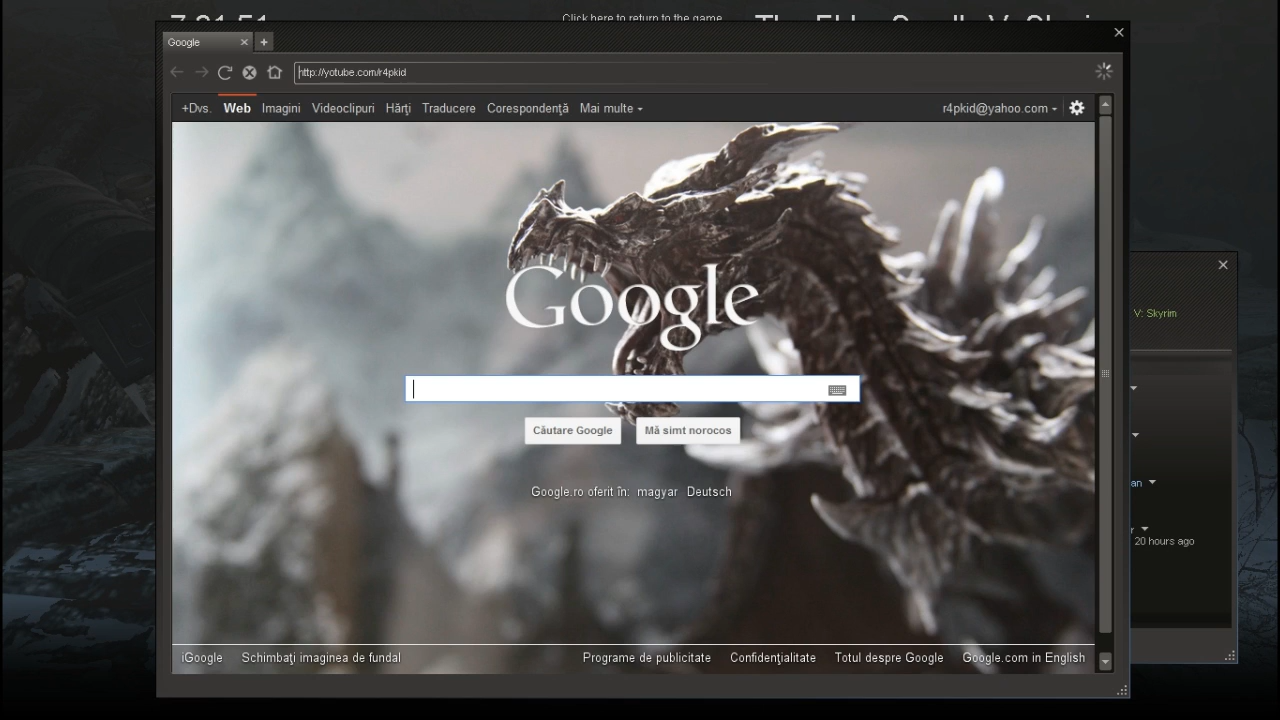 Click here to return to the game
Google
http://yotube.com/r4pkid
+Dvs. Web Imagini Videoclipuri Hărţi Traducere Corespondenţă Mai multe r4pkid@yahoo.com
Google
Căutare Google Mă simt norocos
Google.ro oferit în: magyar Deutsch
iGoogle Schimbaţi imaginea de fundal Programe de publicitate Confidenţialitate Totul despre Google Google.com in English
V: Skyrim
20 hours ago